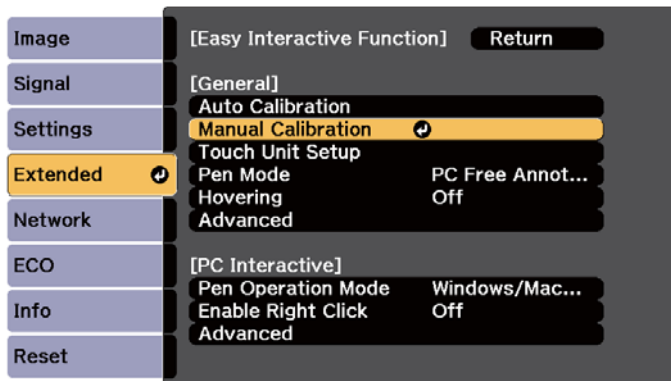 Image
Signal
Settings
Extended
Network
ECO
Info
Reset
[Easy Interactive Function] Return
[General]
Auto Calibration
Manual Calibration
Touch Unit Setup
Pen Mode PC Free Annot...
Hovering Off
Advanced
[PC Interactive]
Pen Operation Mode Windows/Mac...
Enable Right Click Off
Advanced